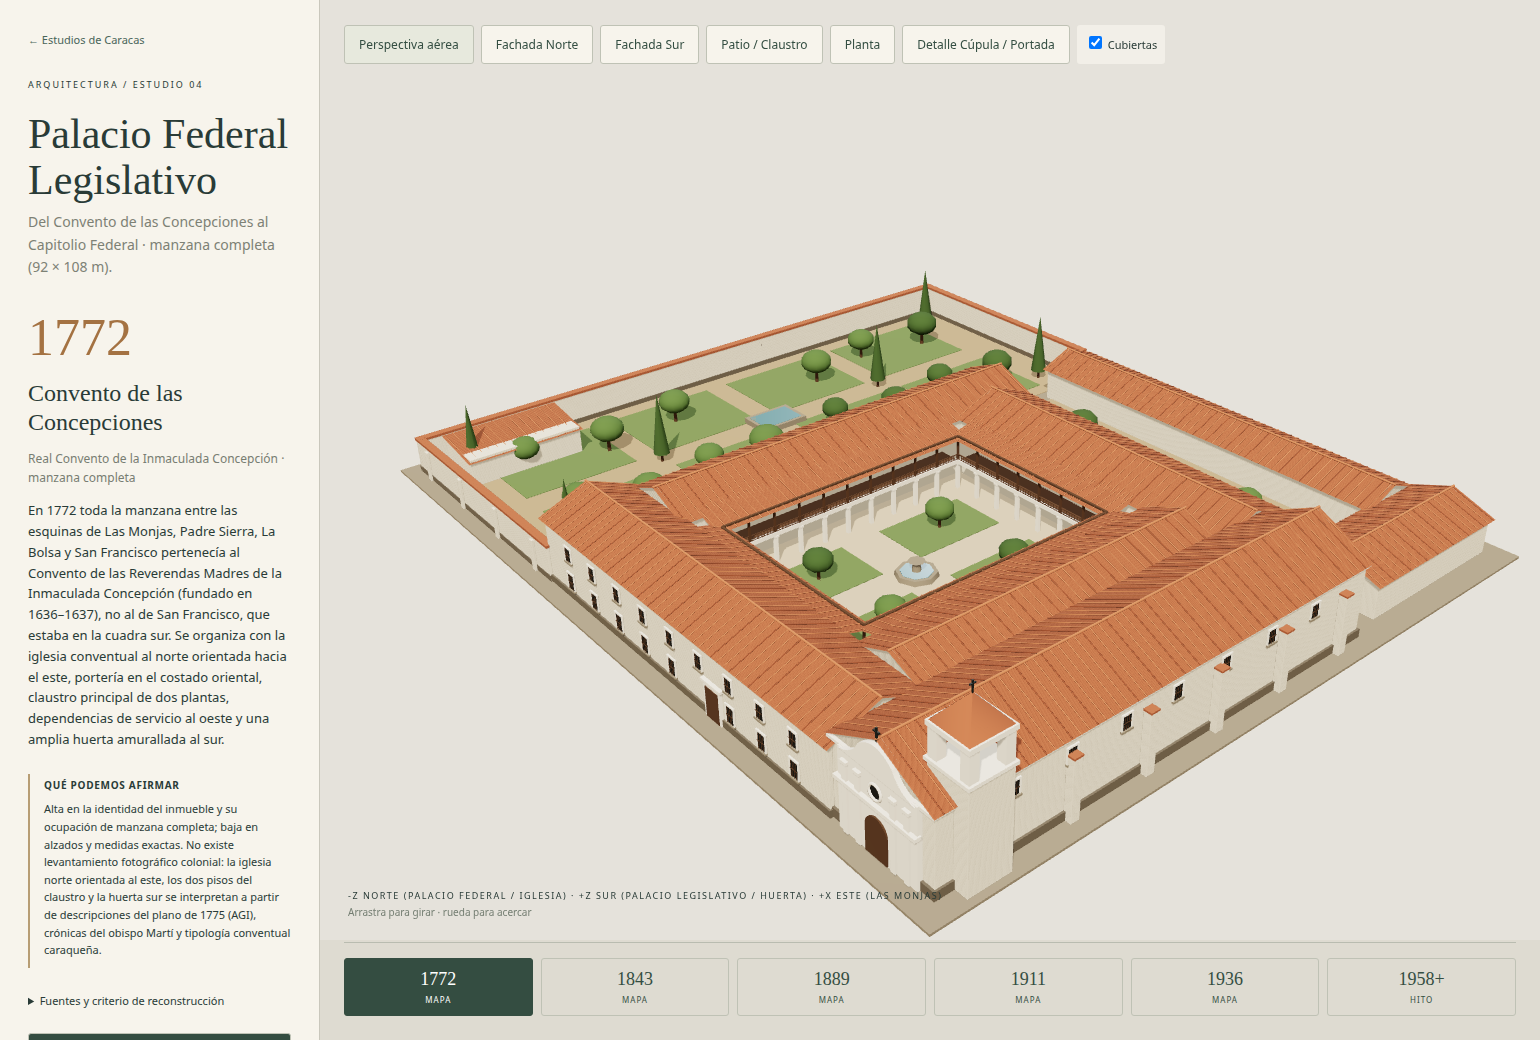 ← Estudios de Caracas
ARQUITECTURA / ESTUDIO 04
Palacio Federal
Legislativo
Del Convento de las Concepciones al
Capitolio Federal · manzana completa
(92 × 108 m).
1772
Convento de las
Concepciones
Real Convento de la Inmaculada Concepción ·
manzana completa
En 1772 toda la manzana entre las
esquinas de Las Monjas, Padre Sierra, La
Bolsa y San Francisco pertenecía al
Convento de las Reverendas Madres de la
Inmaculada Concepción (fundado en
1636–1637), no al de San Francisco, que
estaba en la cuadra sur. Se organiza con la
iglesia conventual al norte orientada hacia
el este, portería en el costado oriental,
claustro principal de dos plantas,
dependencias de servicio al oeste y una
amplia huerta amurallada al sur.
QUÉ PODEMOS AFIRMAR
Alta en la identidad del inmueble y su
ocupación de manzana completa; baja en
alzados y medidas exactas. No existe
levantamiento fotográfico colonial: la iglesia
norte orientada al este, los dos pisos del
claustro y la huerta sur se interpretan a partir
de descripciones del plano de 1775 (AGI),
crónicas del obispo Martí y tipología conventual
caraqueña.
▶ Fuentes y criterio de reconstrucción
Perspectiva aérea
Fachada Norte
Fachada Sur
Patio / Claustro
Planta
Detalle Cúpula / Portada
Cubiertas
-Z NORTE (PALACIO FEDERAL / IGLESIA) · +Z SUR (PALACIO LEGISLATIVO / HUERTA) · +X ESTE (LAS MONJAS)
Arrastra para girar · rueda para acercar
1772
MAPA
1843
MAPA
1889
MAPA
1911
MAPA
1936
MAPA
1958+
HITO